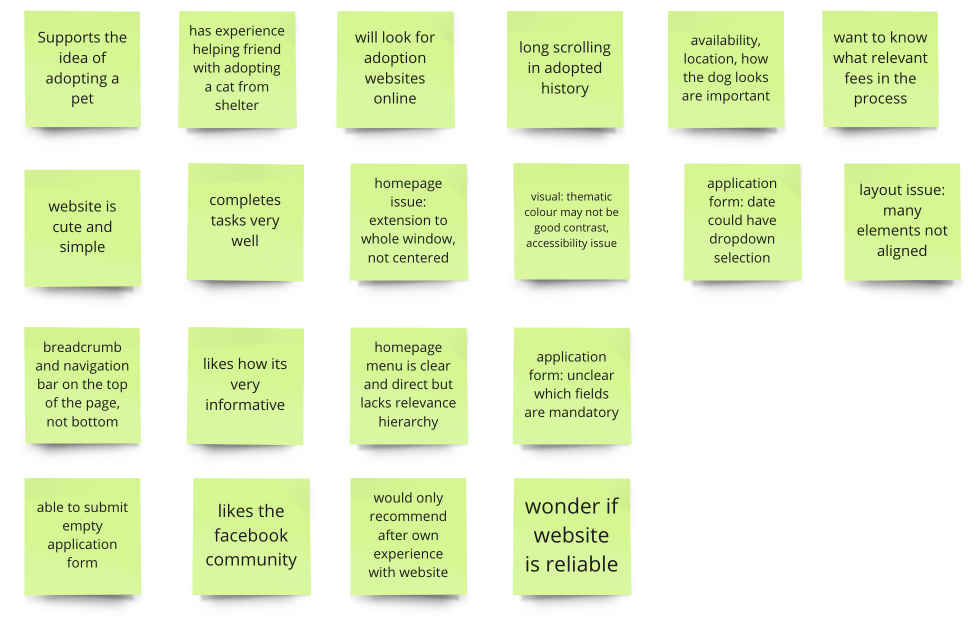 Supports the
idea of
adopting a
pet
has experience
helping friend
with adopting
a cat from
shelter
will look for
adoption
websites
online
long scrolling
in adopted
history
availability,
location, how
the dog looks
are important
want to know
what relevant
fees in the
process
website is
cute and
simple
completes
tasks very
well
homepage
issue:
extension to
whole window,
not centered
visual: thematic
colour may not be
good contrast,
accessibility issue
application
form: date
could have
dropdown
selection
layout issue:
many
elements not
aligned
breadcrumb
and navigation
bar on the top
of the page,
not bottom
likes how its
very
informative
homepage
menu is clear
and direct but
lacks relevance
hierarchy
application
form: unclear
which fields
are mandatory
able to submit
empty
application
form
likes the
facebook
community
would only
recommend
after own
experience
with website
wonder if
website
is reliable